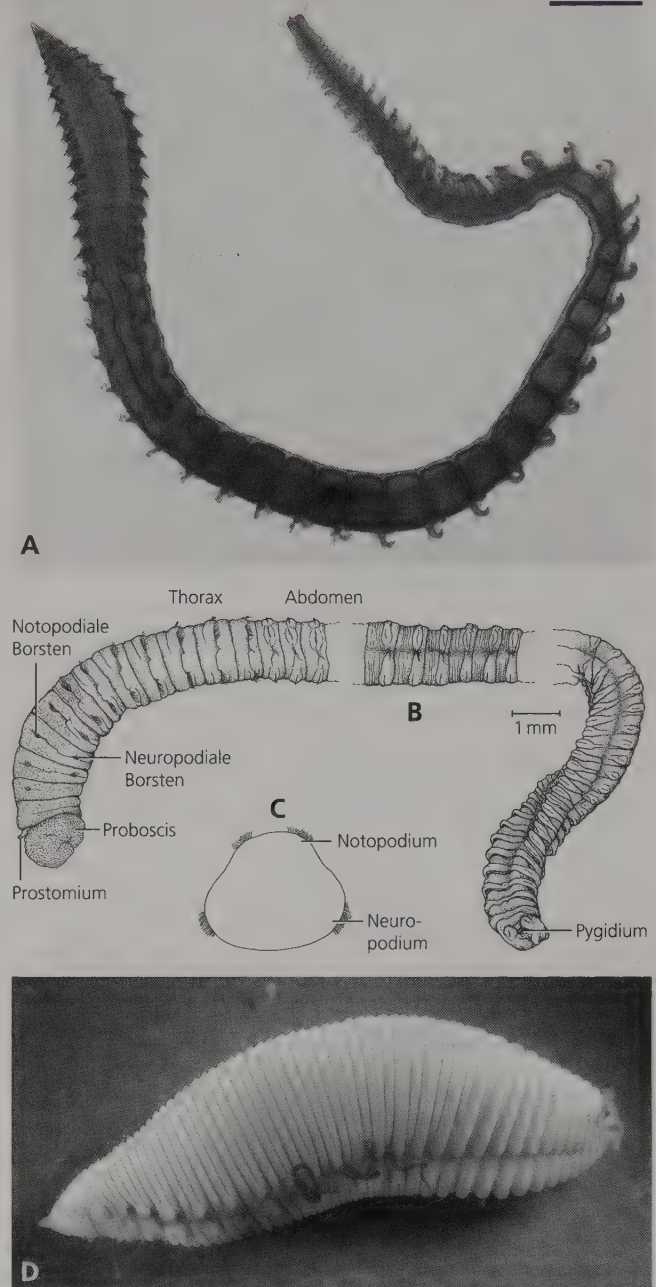 A
Thorax Abdomen
Notopodiale
Borsten
B
1 mm
Neuropodiale
Borsten
C
Proboscis
Notopodium
Prostomium
Neuro-
podium
Pygidium
D